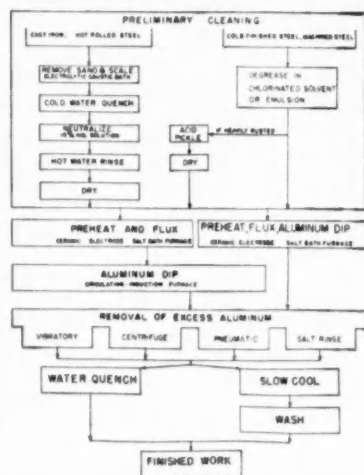 PRELIMINARY CLEANING
CAST IRON, HOT ROLLED STEEL
COLD FINISHED STEEL,
REMOVE SAND & SCALE
ELECTROLYTIC CAUSTIC BATH
COLD WATER QUENCH
NEUTRALIZE
SOLUTION
HOT WATER RINSE
DRY
DEGREASE IN
CHLORINATED SOLVENT
OR EMULSION
IF HEAVILY RUSTED
ACID
PICKLE
DRY
PREHEAT AND FLUX
CERAMIC ELECTRODE SALT BATH FURNACE
PREHEAT, FLUX, ALUMINUM DIP
CERAMIC ELECTRODE SALT BATH FURNACE
ALUMINUM DIP
CIRCULATING INDUCTION FURNACE
REMOVAL OF EXCESS ALUMINUM
VIBRATORY
CENTRIFUGE
PNEUMATIC
SALT RINSE
WATER QUENCH
SLOW COOL
WASH
FINISHED WORK